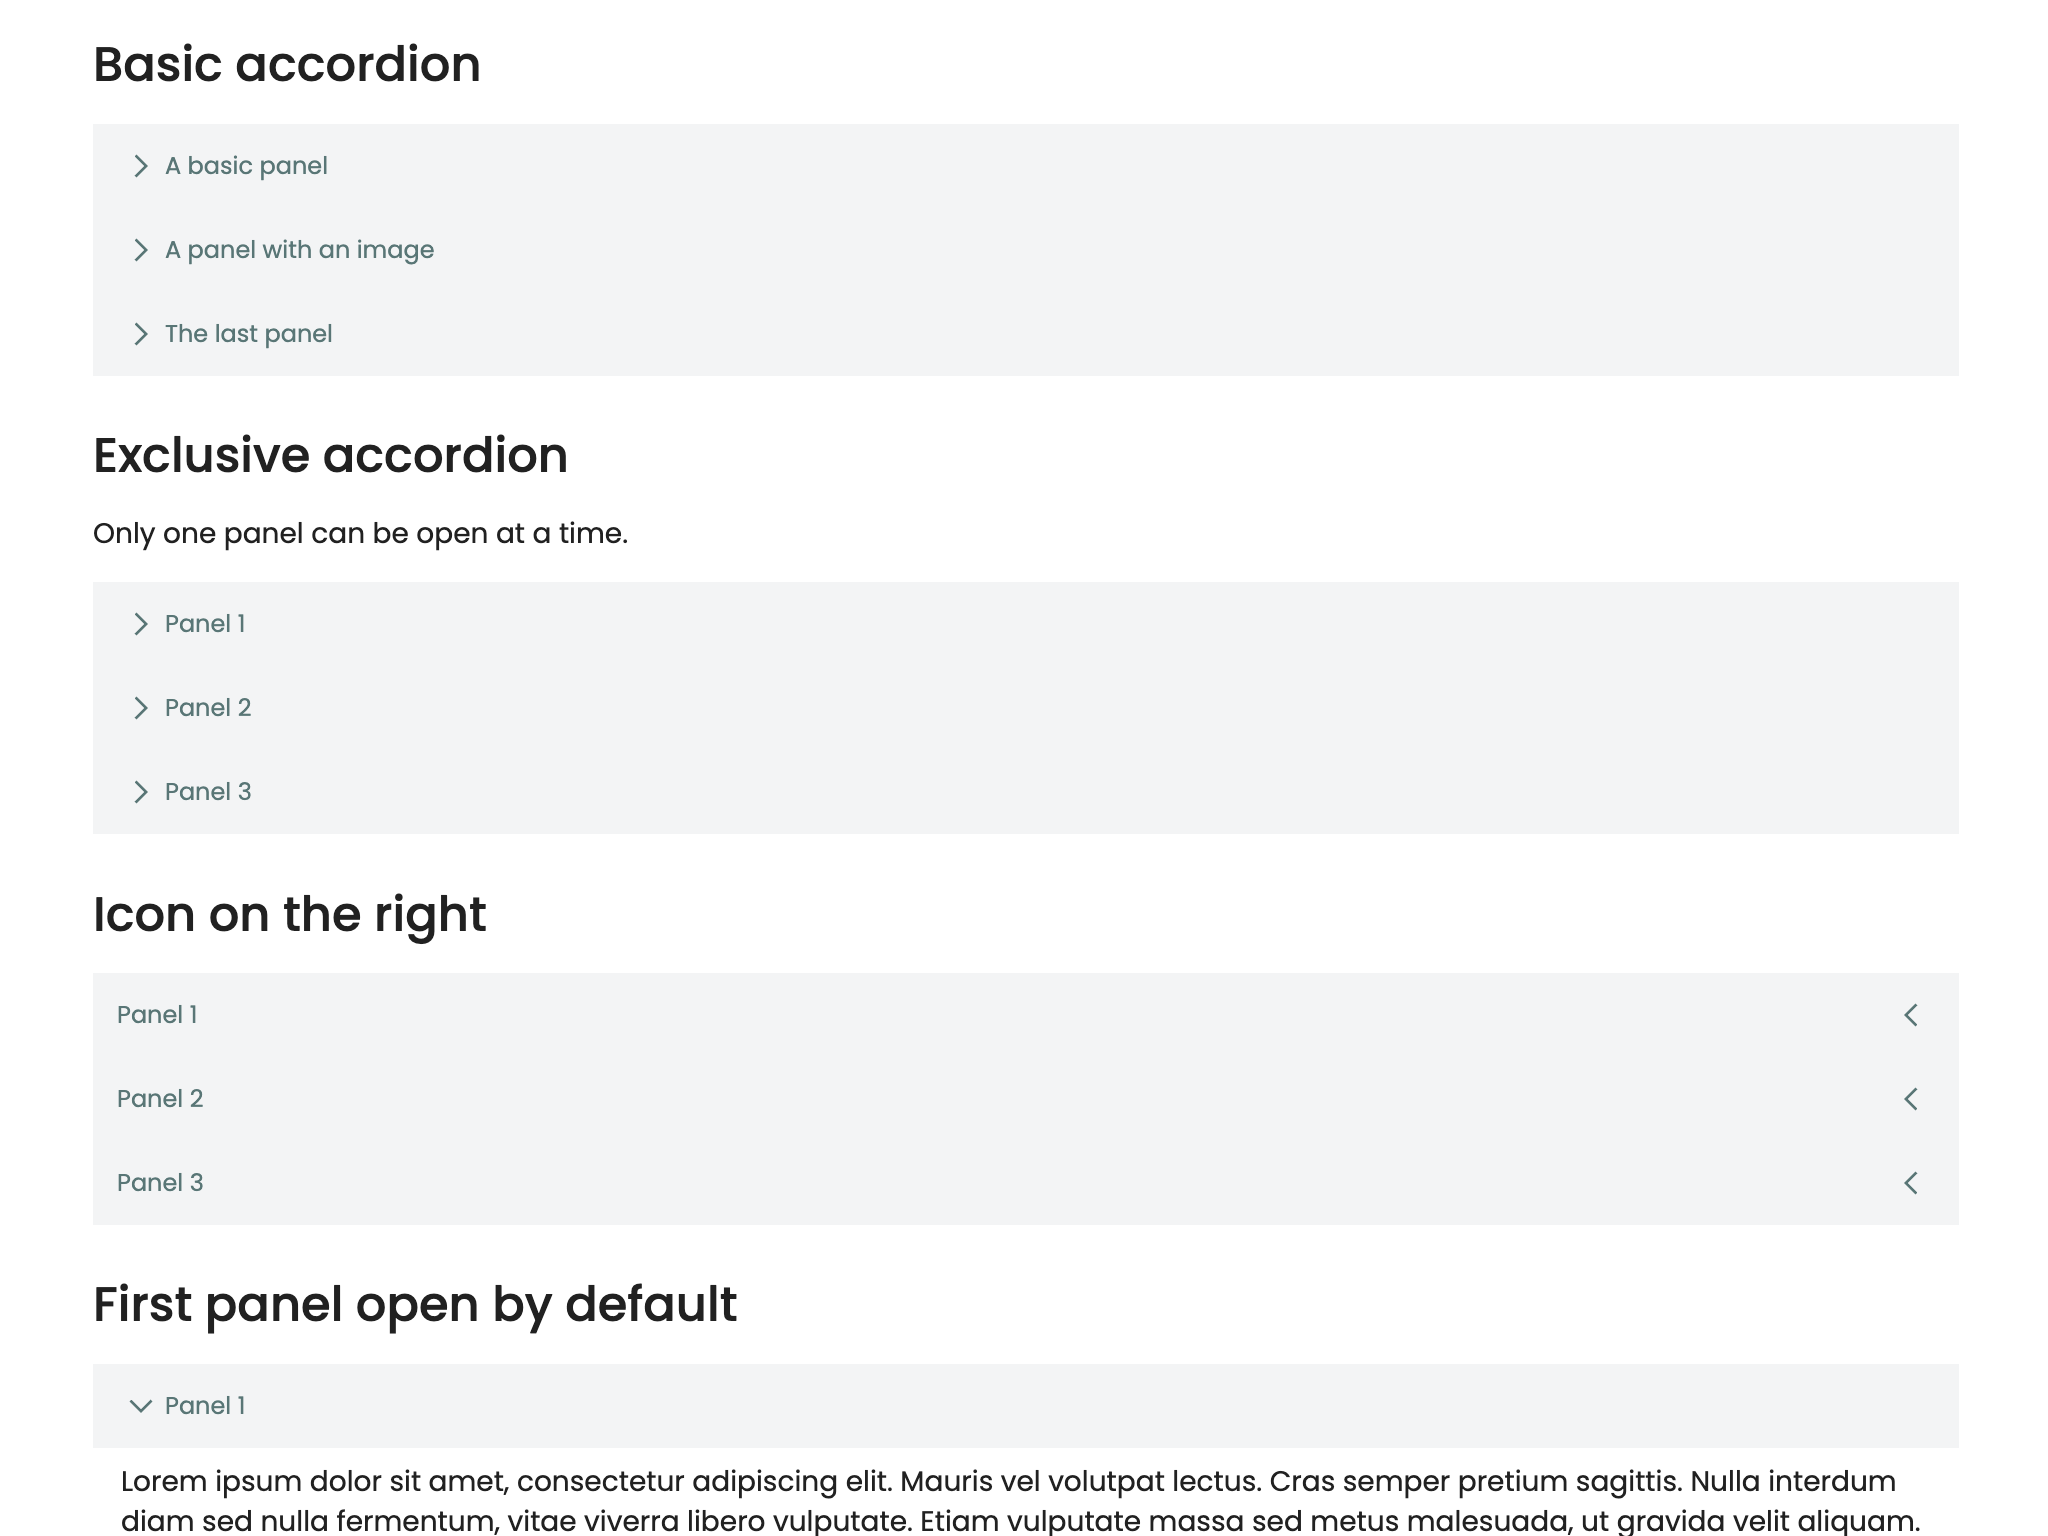 Basic accordion
A basic panel
A panel with an image
The last panel
Exclusive accordion
Only one panel can be open at a time.
Panel 1
Panel 2
Panel 3
Icon on the right
Panel 1
Panel 2
Panel 3
First panel open by default
Panel 1
Lorem ipsum dolor sit amet, consectetur adipiscing elit. Mauris vel volutpat lectus. Cras semper pretium sagittis. Nulla interdum
diam sed nulla fermentum, vitae viverra libero vulputate. Etiam vulputate massa sed metus malesuada, ut gravida velit aliquam.